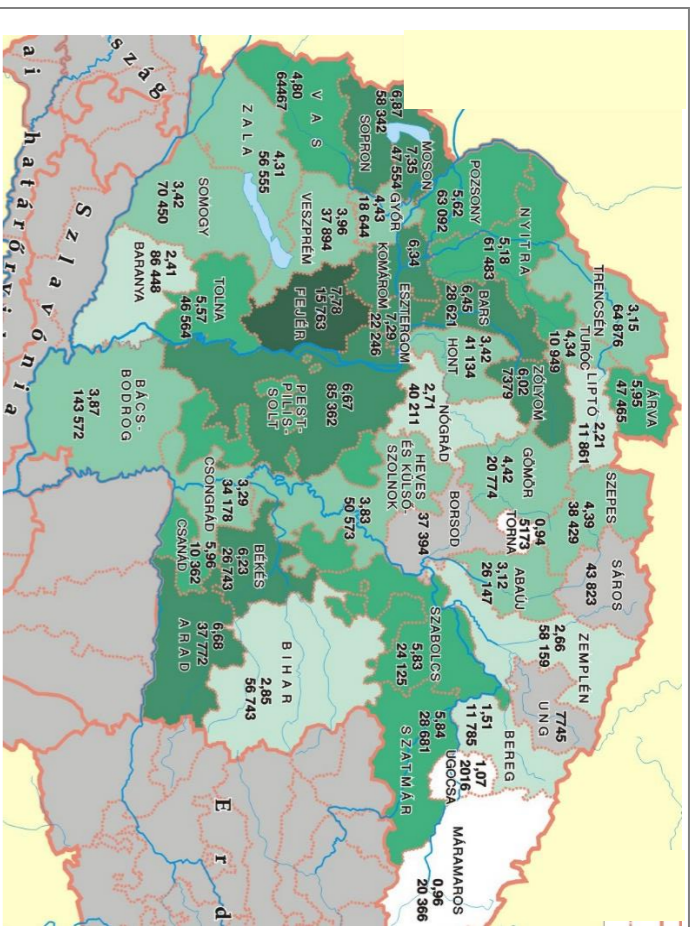 ÁRVA
5,95
47 465
3,15
64 876
TRENCSÉN
TURÓC
4,34
10 949
LIPTÓ
2,21
11 861
SZEPES
4,39
38 429
SÁROS
43 823
ZEMPLÉN
2,66
58 159
UNG
7745
BEREG
1,51
11 785
1,07
2016
UGOCSA
MÁRAMAROS
0,96
20 366
NYITRA
5,18
61 483
POZSONY
5,62
63 092
BARS
6,45
28 621
ZÓLYOM
6,02
7379
HONT
3,42
41 134
NÓGRÁD
2,71
40 211
GÖMÖR
4,42
20 774
0,94
5173
TORNA
ABAÚJ
3,12
26 147
BORSOD
37 394
HEVES
ÉS KÜLSŐ-
SZOLNOK
3,83
50 573
SZABOLCS
5,83
24 125
5,84
28 681
SZATMÁR
MOSON
7,35
47 554
6,87
58 342
SOPRON
GYŐR
4,43
18 644
ESZTERGOM
6,34
KOMÁROM
7,29
22 246
VAS
4,80
64467
VESZPRÉM
3,96
37 894
7,78
15 763
FEJÉR
6,67
85 382
PEST-
PILIS-
SOLT
ZALA
4,31
56 555
SOMOGY
3,42
70 450
TOLNA
5,57
46 564
2,41
86 448
BARANYA
BÁCS-
BODROG
3,87
143 572
3,29
34 178
CSONGRÁD
BÉKÉS
6,23
26 743
5,96
10 362
CSANÁD
6,68
37 772
ARAD
BIHAR
2,85
56 743
Erd
szág
Szlavónia
ai határőrvi